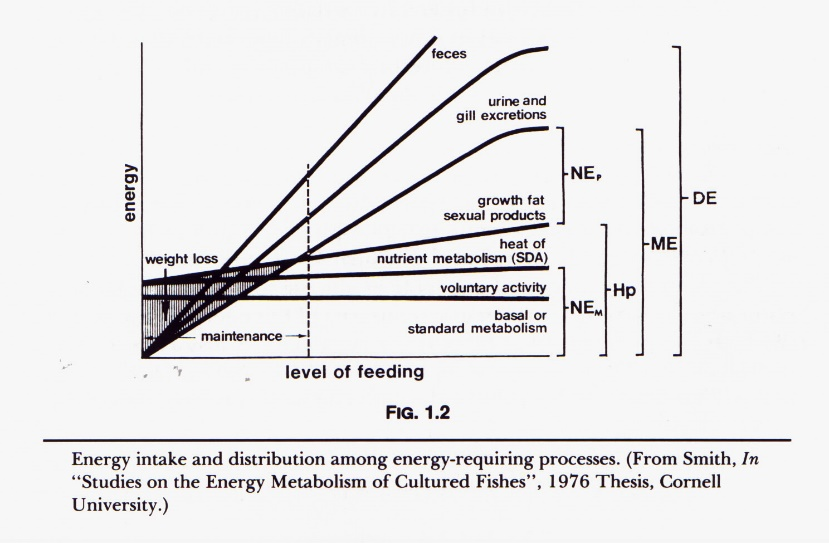 feces
urine and
gill excretions
NEₚ
DE
energy
growth fat
sexual products
ME
heat of
nutrient metabolism (SDA)
weight loss
voluntary activity
Hp
NEₘ
basal or
standard metabolism
maintenance
level of feeding
FIG. 1.2
Energy intake and distribution among energy-requiring processes. (From Smith, In
“Studies on the Energy Metabolism of Cultured Fishes”, 1976 Thesis, Cornell
University.)